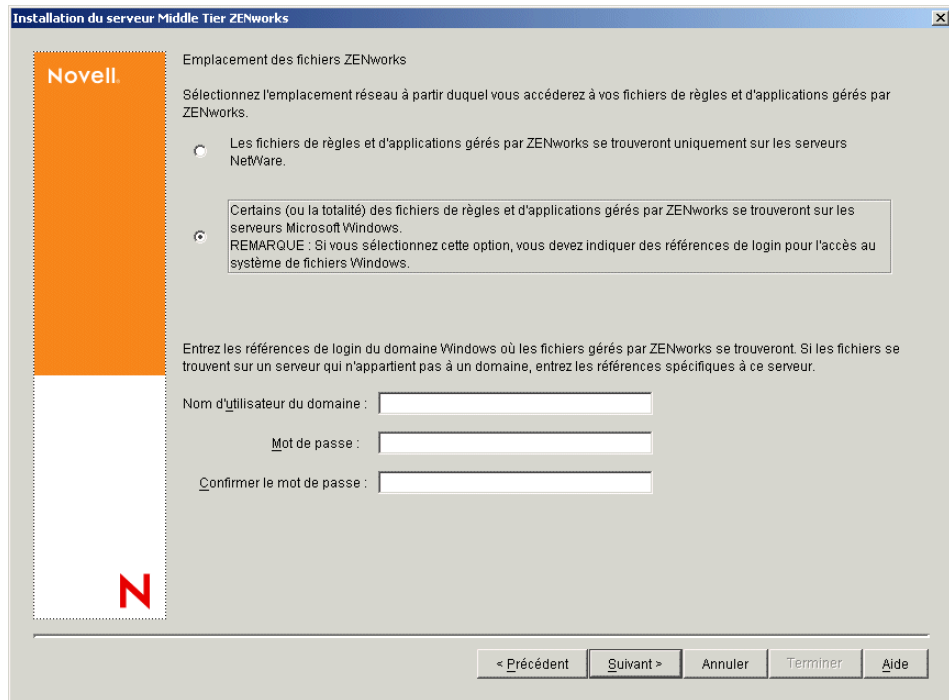 Installation du serveur Middle Tier ZENworks
Novell.
Emplacement des fichiers ZENworks
Sélectionnez l'emplacement réseau à partir duquel vous accéderez à vos fichiers de règles et d'applications gérés par
ZENworks.
Les fichiers de règles et d'applications gérés par ZENworks se trouveront uniquement sur les serveurs
NetWare.
Certains (ou la totalité) des fichiers de règles et d'applications gérés par ZENworks se trouveront sur les
serveurs Microsoft Windows.
REMARQUE : Si vous sélectionnez cette option, vous devez indiquer des références de login pour l'accès au
système de fichiers Windows.
Entrez les références de login du domaine Windows où les fichiers gérés par ZENworks se trouveront. Si les fichiers se
trouvent sur un serveur qui n'appartient pas à un domaine, entrez les références spécifiques à ce serveur.
Nom d'utilisateur du domaine :
Mot de passe :
Confirmer le mot de passe :
N
< Précédent
Suivant >
Annuler
Terminer
Aide